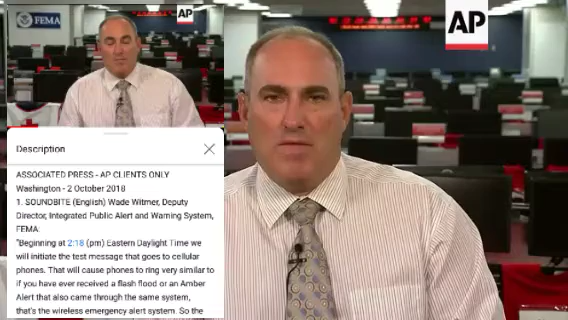 FEMA
AP
AP
Description
ASSOCIATED PRESS - AP CLIENTS ONLY
Washington - 2 October 2018
1. SOUNDBITE (English) Wade Witmer, Deputy
Director, Integrated Public Alert and Warning System,
FEMA:
"Beginning at 2:18 (pm) Eastern Daylight Time we
will initiate the test message that goes to cellular
phones. That will cause phones to ring very similar to
if you have ever received a flash flood or an Amber
Alert that also came through the same system,
that's the wireless emergency alert system. So the